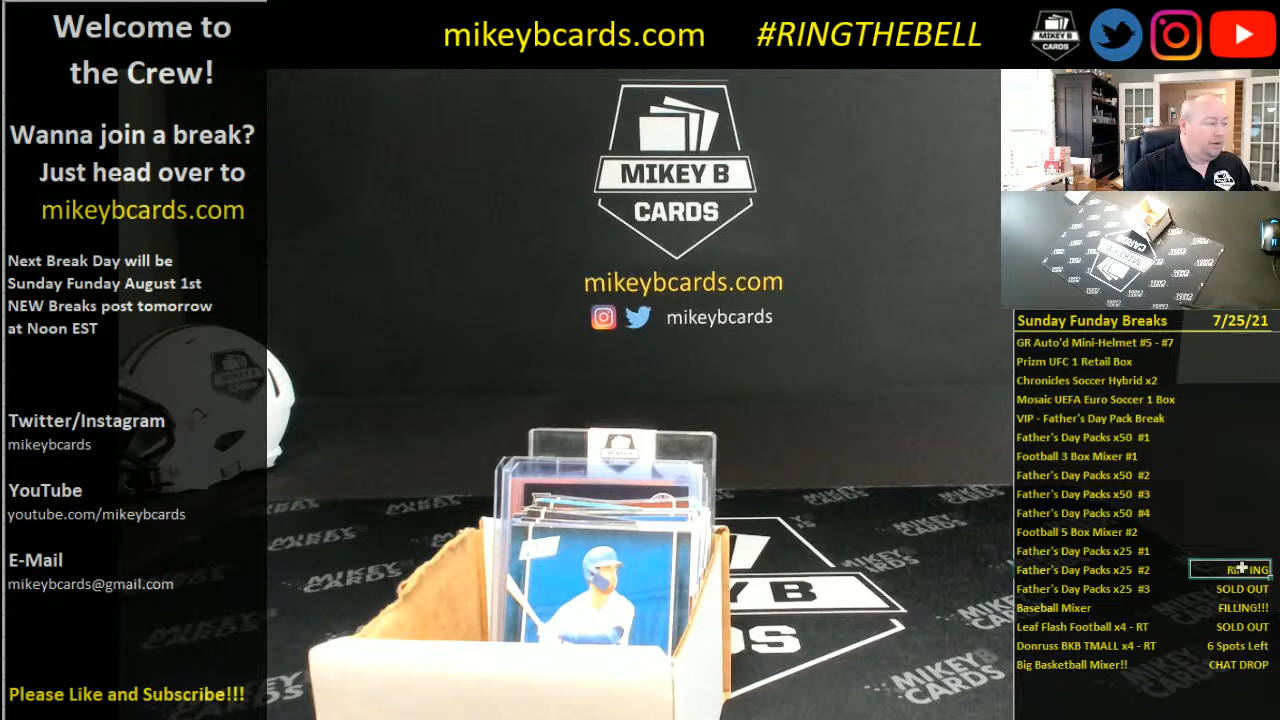 Welcome to
the Crew!
Wanna join a break?
Just head over to
mikeybcards.com
Next Break Day will be
Sunday Funday August 1st
NEW Breaks post tomorrow
at Noon EST
Twitter/Instagram
mikeybcards
YouTube
youtube.com/mikeybcards
E-Mail
mikeybcards@gmail.com
Please Like and Subscribe!!!
mikeybcards.com #RINGTHEBELL
MIKEY B
CARDS
MIKEY B
CARDS
mikeybcards.com
mikeybcards
MIKEY B
CARDS
Sunday Funday Breaks 7/25/21
GR Auto'd Mini-Helmet #5 - #7
Prizm UFC 1 Retail Box
Chronicles Soccer Hybrid x2
Mosaic UEFA Euro Soccer 1 Box
VIP - Father's Day Pack Break
Father's Day Packs x50 #1
Football 3 Box Mixer #1
Father's Day Packs x50 #2
Father's Day Packs x50 #3
Father's Day Packs x50 #4
Football 5 Box Mixer #2
Father's Day Packs x25 #1
Father's Day Packs x25 #2
Father's Day Packs x25 #3 SOLD OUT
Baseball Mixer FILLING!!!
Leaf Flash Football x4 - RT SOLD OUT
Donruss BKB TMALL x4 - RT 6 Spots Left
Big Basketball Mixer!! CHAT DROP
MIKEY B
CARDS